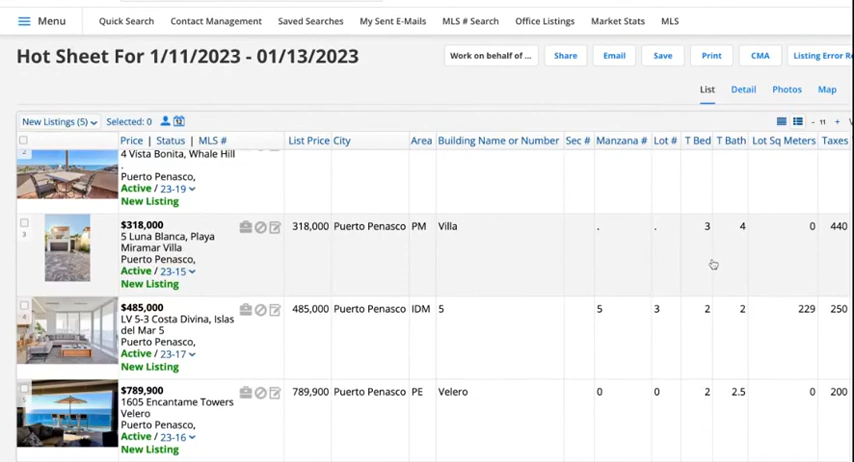 Menu Quick Search Contact Management Saved Searches My Sent E-Mails MLS # Search Office Listings Market Stats MLS
Hot Sheet For 1/11/2023 - 01/13/2023 Work on behalf of ... Share Email Save Print CMA Listing Error R
List Detail Photos Map
New Listings (5) Selected: 0 12 - 11 +
Price | Status | MLS # List Price City Area Building Name or Number Sec # Manzana # Lot # T Bed T Bath Lot Sq Meters Taxes
2
4 Vista Bonita, Whale Hill
.
Puerto Penasco,
Active / 23-19
New Listing
3
$318,000 318,000 Puerto Penasco PM Villa . . 3 4 0 440
5 Luna Blanca, Playa
Miramar Villa
Puerto Penasco,
Active / 23-15
New Listing
4
$485,000 485,000 Puerto Penasco IDM 5 5 3 2 2 229 250
LV 5-3 Costa Divina, Islas
del Mar 5
Puerto Penasco,
Active / 23-17
New Listing
5
$789,900 789,900 Puerto Penasco PE Velero 0 0 2 2.5 0 200
1605 Encantame Towers
Velero
Puerto Penasco,
Active / 23-16
New Listing